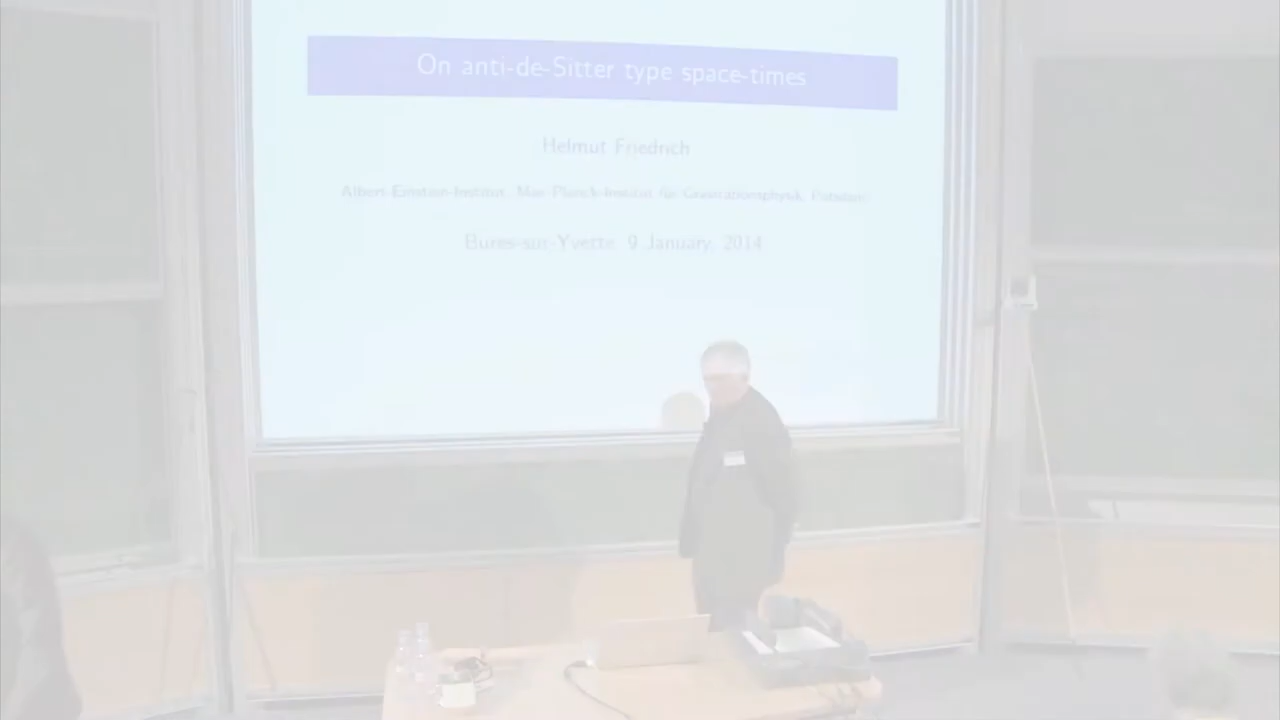 On anti-de-Sitter type space-times
Helmut Friedrich
Albert-Einstein-Institut, Max-Planck-Institut für Gravitationsphysik, Potsdam
Bures-sur-Yvette, 9 January, 2014